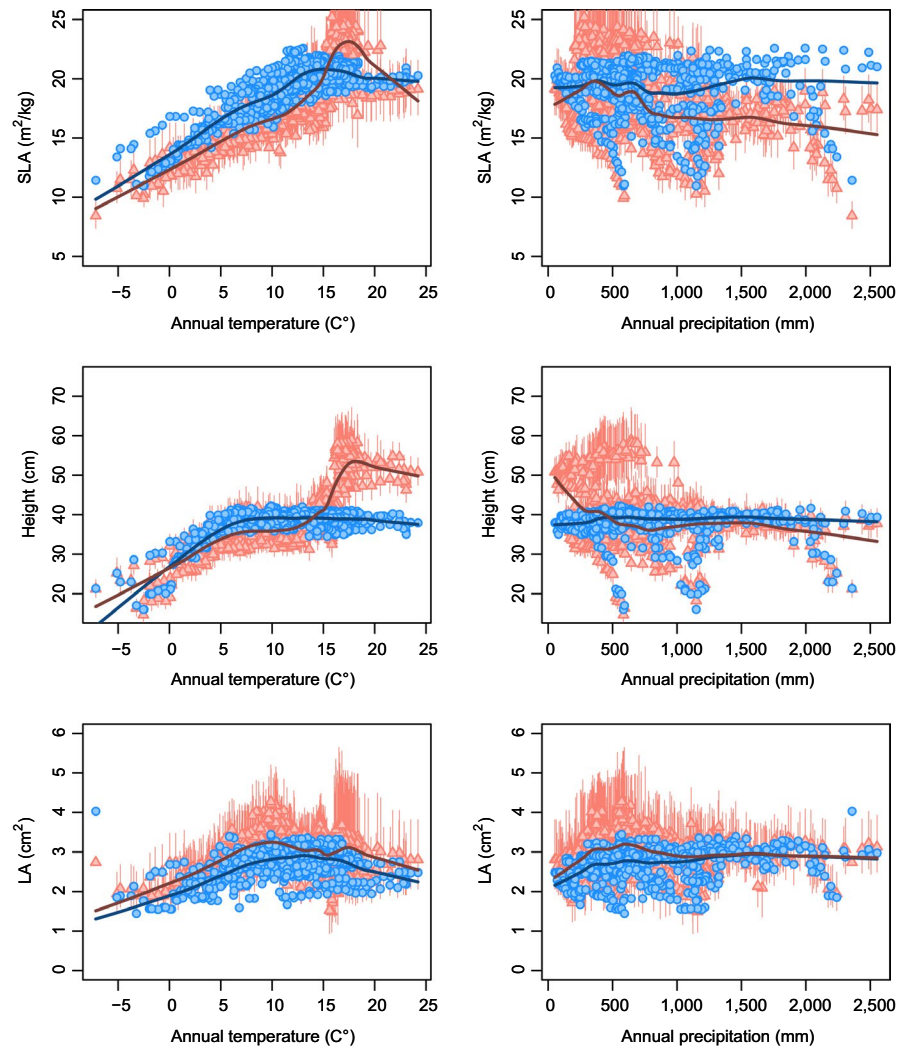 25
20
15
10
5
SLA (m²/kg)
−5 0 5 10 15 20 25
Annual temperature (C°)
25
20
15
10
5
SLA (m²/kg)
0 500 1,000 1,500 2,000 2,500
Annual precipitation (mm)
70
60
50
40
30
20
Height (cm)
−5 0 5 10 15 20 25
Annual temperature (C°)
70
60
50
40
30
20
Height (cm)
0 500 1,000 1,500 2,000 2,500
Annual precipitation (mm)
6
5
4
3
2
1
0
LA (cm²)
−5 0 5 10 15 20 25
Annual temperature (C°)
6
5
4
3
2
1
0
LA (cm²)
0 500 1,000 1,500 2,000 2,500
Annual precipitation (mm)